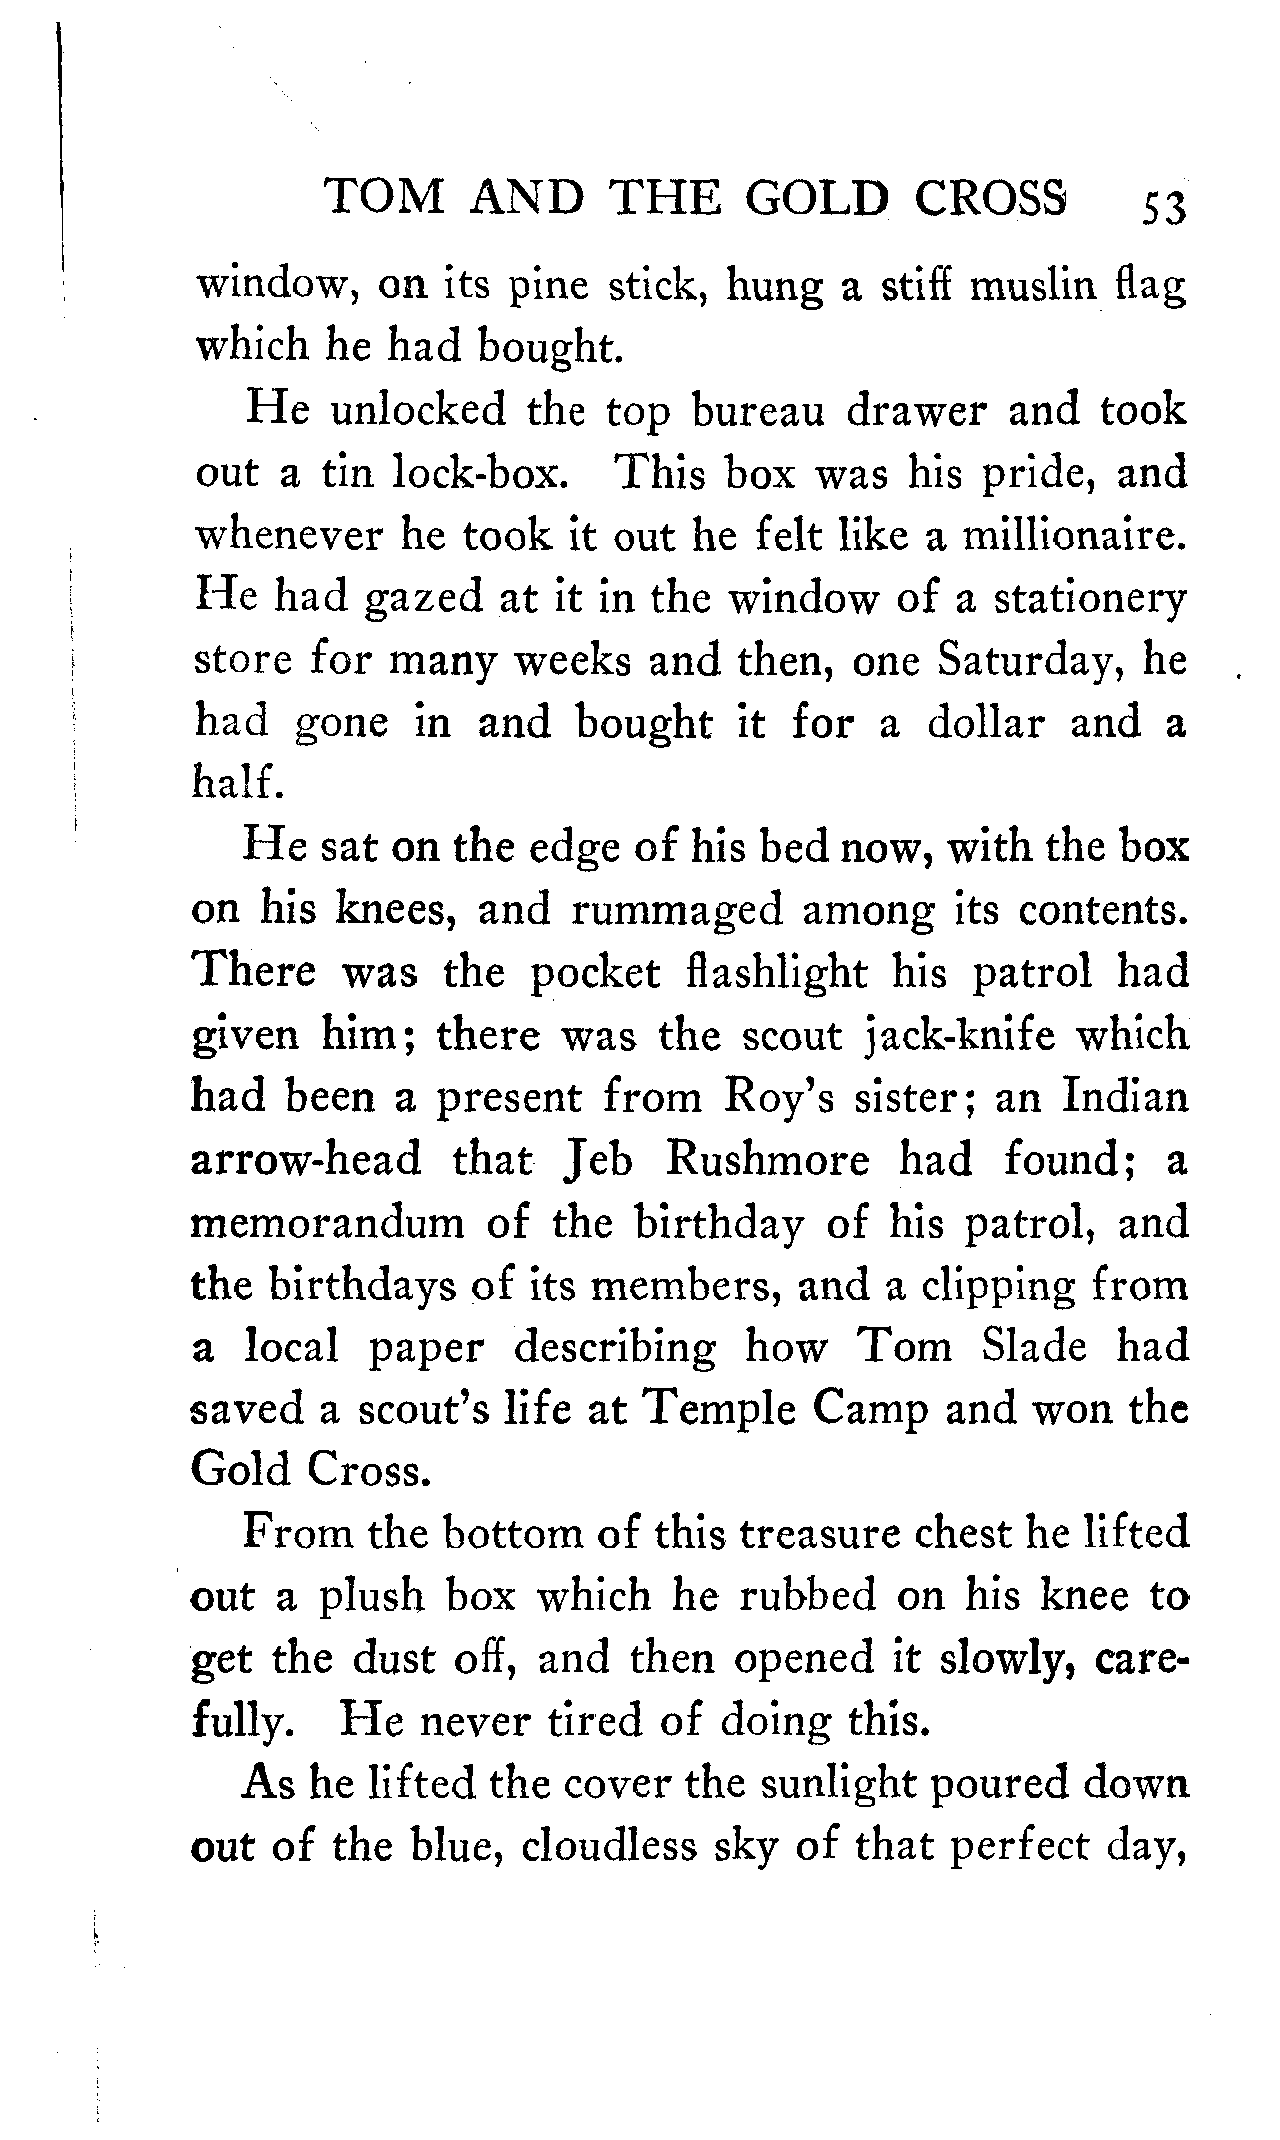 TOM AND THE GOLD CROSS 53
window, on its pine stick, hung a stiff muslin flag
which he had bought.
He unlocked the top bureau drawer and took
out a tin lock-box. This box was his pride, and
whenever he took it out he felt like a millionaire.
He had gazed at it in the window of a stationery
store for many weeks and then, one Saturday, he
had gone in and bought it for a dollar and a
half.
He sat on the edge of his bed now, with the box
on his knees, and rummaged among its contents.
There was the pocket flashlight his patrol had
given him; there was the scout jack-knife which
had been a present from Roy's sister; an Indian
arrow-head that Jeb Rushmore had found; a
memorandum of the birthday of his patrol, and
the birthdays of its members, and a clipping from
a local paper describing how Tom Slade had
saved a scout's life at Temple Camp and won the
Gold Cross.
From the bottom of this treasure chest he lifted
out a plush box which he rubbed on his knee to
get the dust off, and then opened it slowly, care-
fully. He never tired of doing this.
As he lifted the cover the sunlight poured down
out of the blue, cloudless sky of that perfect day,